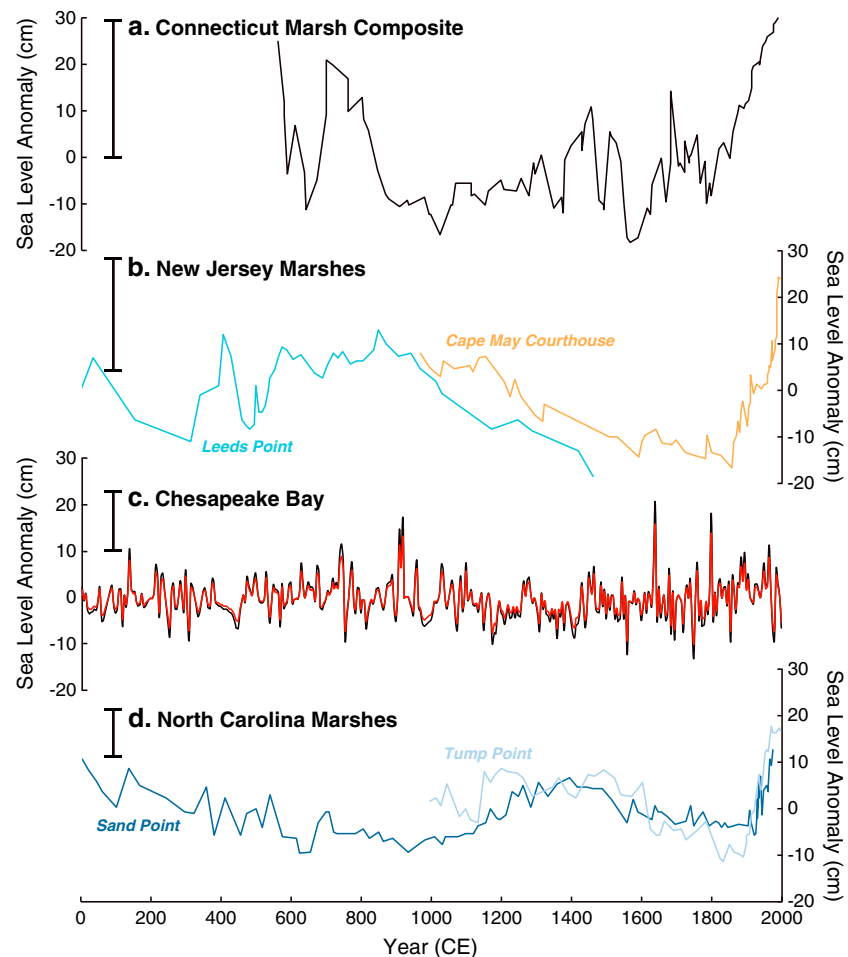 a. Connecticut Marsh Composite
Sea Level Anomaly (cm)
30
20
10
0
-10
-20
b. New Jersey Marshes
Cape May Courthouse
Leeds Point
Sea Level Anomaly (cm)
30
20
10
0
-10
-20
c. Chesapeake Bay
Sea Level Anomaly (cm)
30
20
10
0
-10
-20
d. North Carolina Marshes
Tump Point
Sand Point
Sea Level Anomaly (cm)
30
20
10
0
-10
-20
0 200 400 600 800 1000 1200 1400 1600 1800 2000
Year (CE)